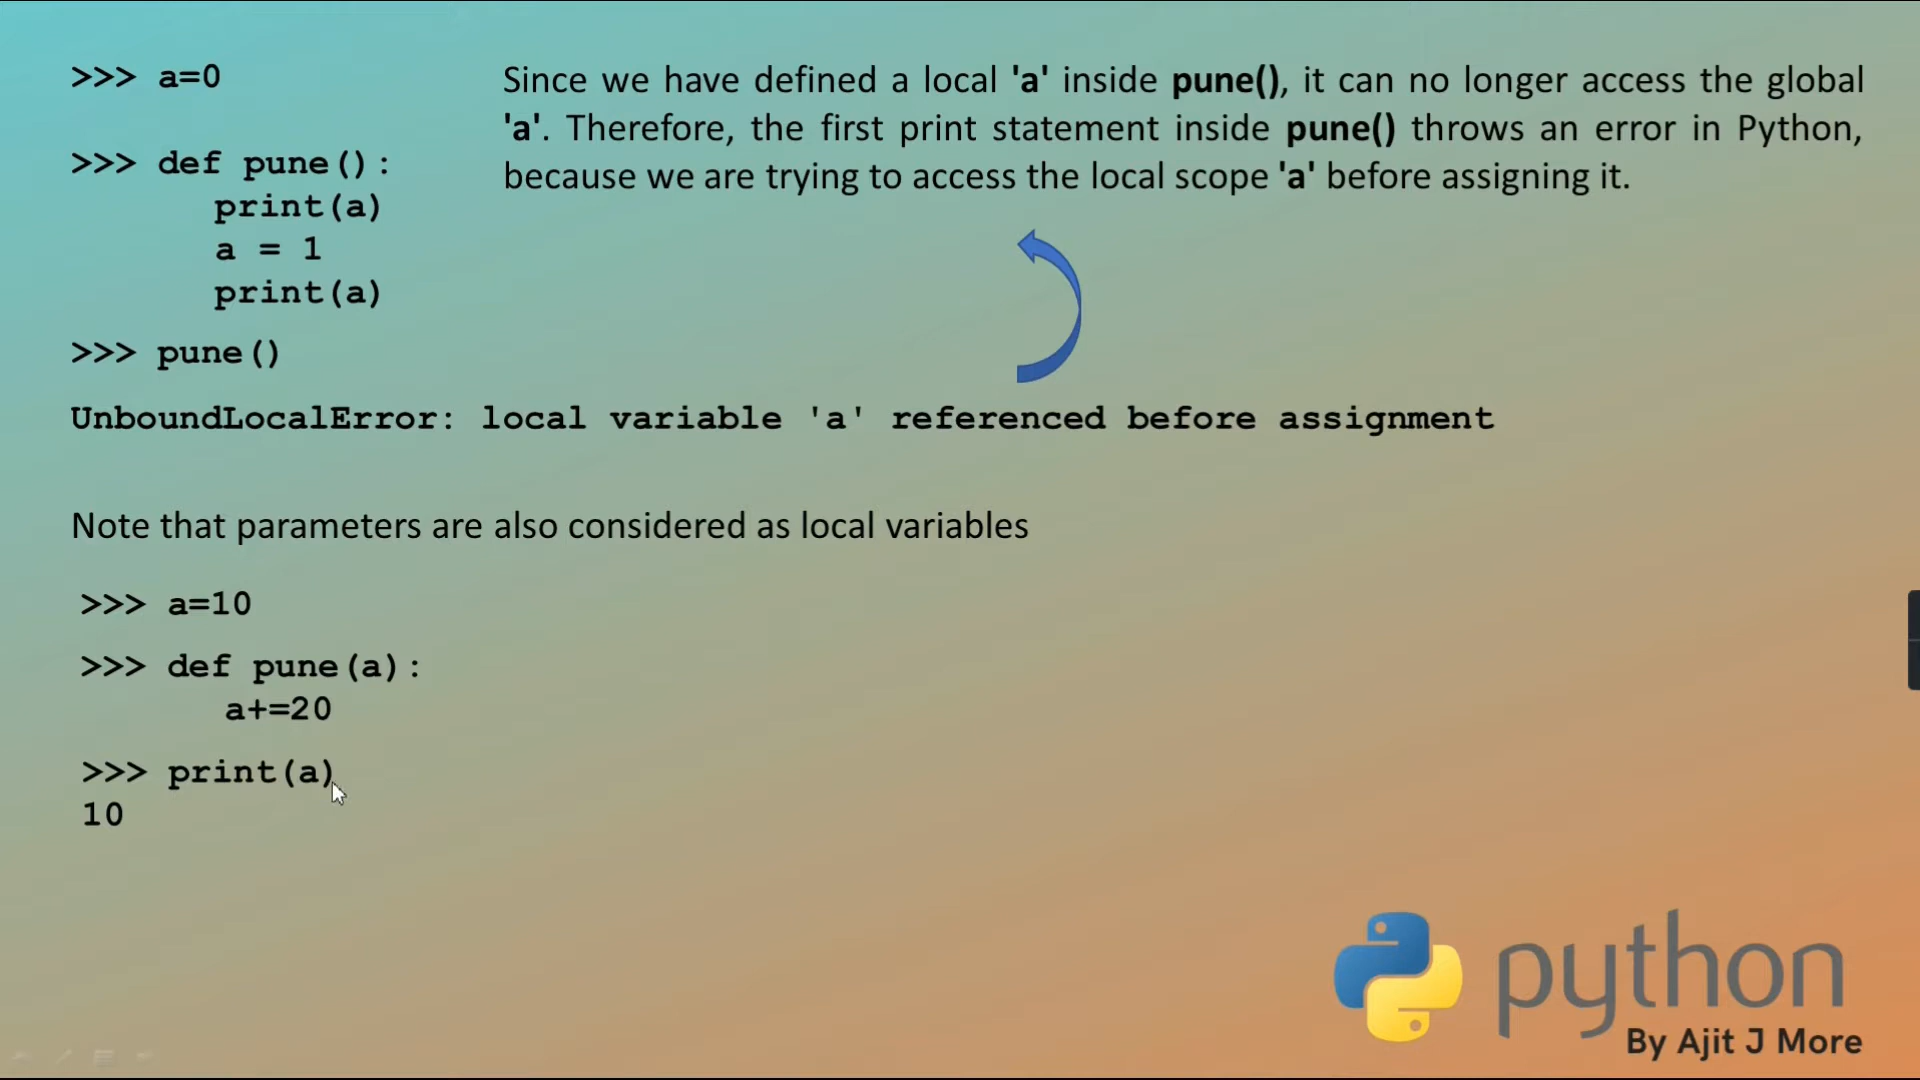 >>> a=0
>>> def pune():
print(a)
a = 1
print(a)
>>> pune()
Since we have defined a local 'a' inside pune(), it can no longer access the global
'a'. Therefore, the first print statement inside pune() throws an error in Python,
because we are trying to access the local scope 'a' before assigning it.
UnboundLocalError: local variable 'a' referenced before assignment
Note that parameters are also considered as local variables
>>> a=10
>>> def pune(a):
a+=20
>>> print(a)
10
python
By Ajit J More